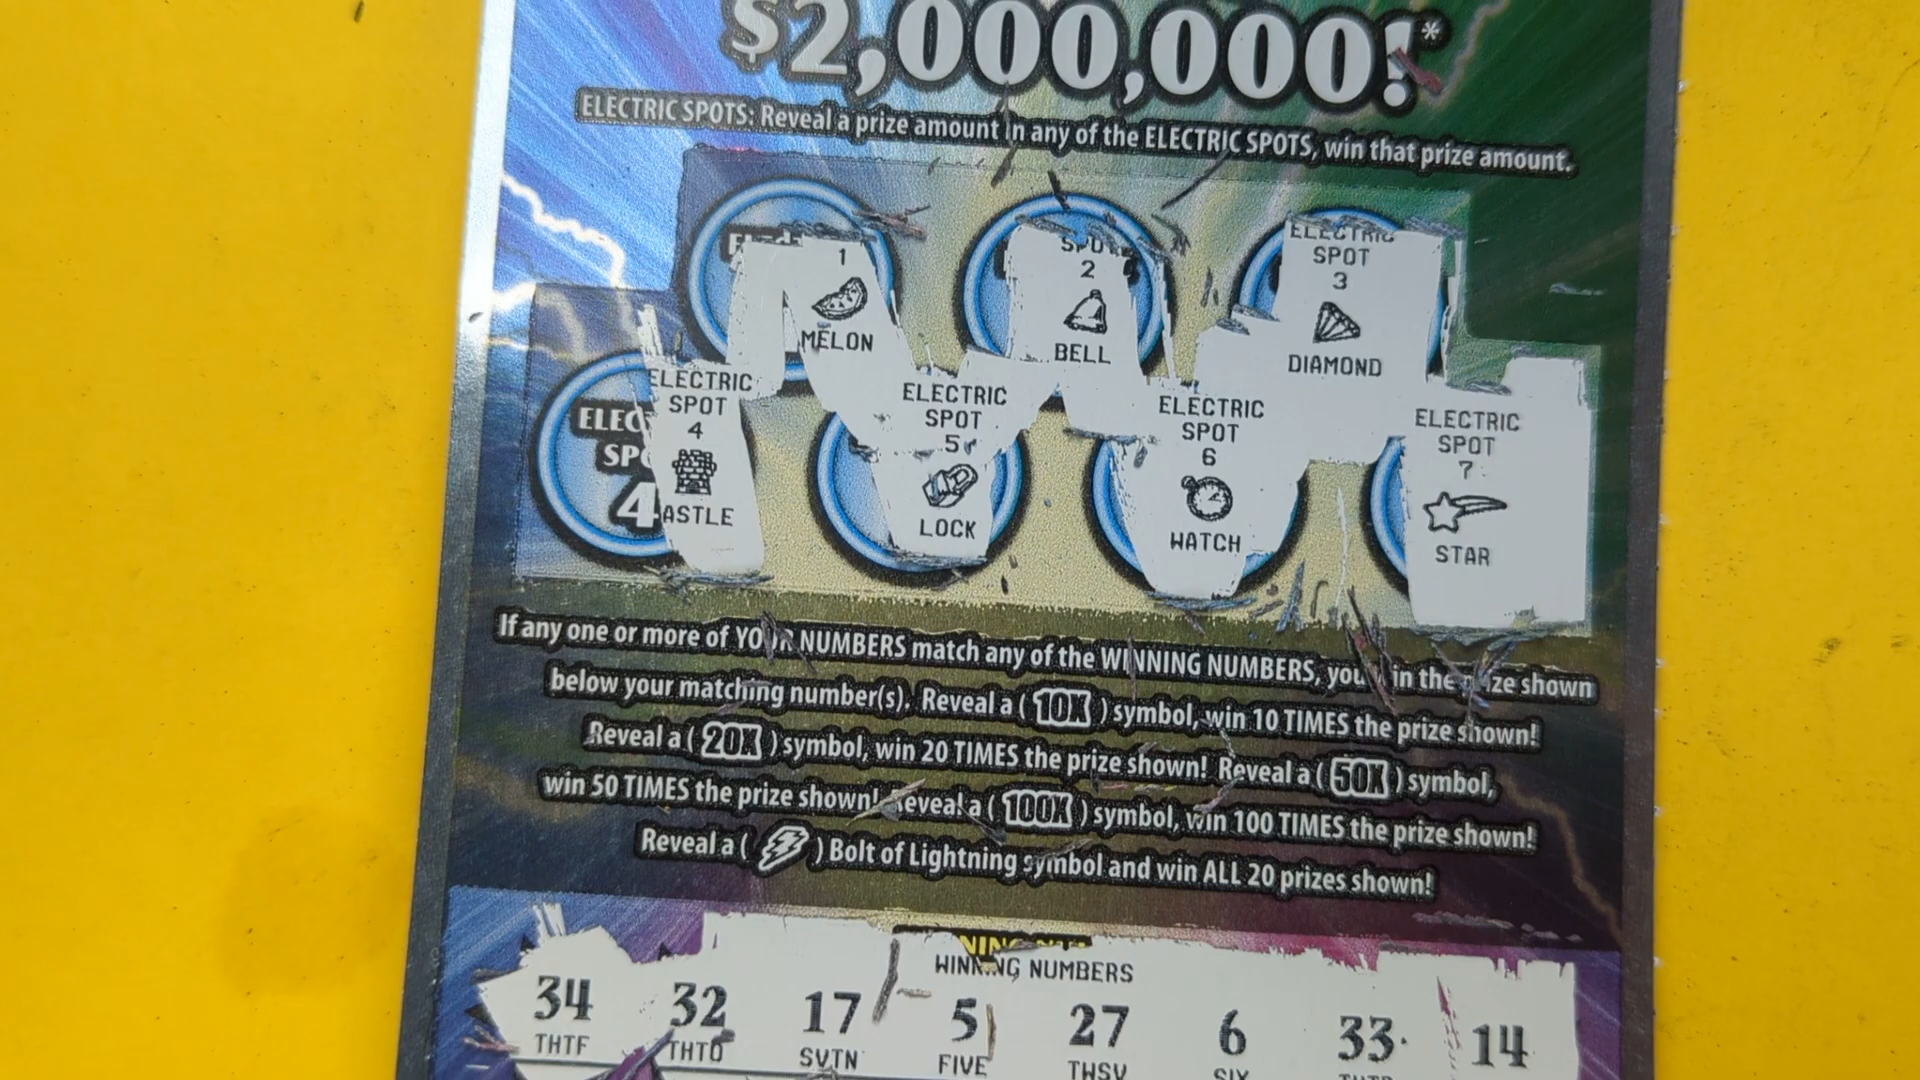 $2,000,000!*
ELECTRIC SPOTS: Reveal a prize amount in any of the ELECTRIC SPOTS, win that prize amount.
1
MELON
SPOT
2
BELL
ELECTRIC
SPOT
3
DIAMOND
ELECTRIC
SPOT
4
4
ASTLE
ELECTRIC
SPOT
5
LOCK
ELECTRIC
SPOT
6
WATCH
ELECTRIC
SPOT
7
STAR
If any one or more of YOUR NUMBERS match any of the WINNING NUMBERS, you win the prize shown
below your matching number(s). Reveal a ( 10X ) symbol, win 10 TIMES the prize shown!
Reveal a ( 20X ) symbol, win 20 TIMES the prize shown! Reveal a ( 50X ) symbol,
win 50 TIMES the prize shown! Reveal a ( 100X ) symbol, win 100 TIMES the prize shown!
Reveal a ( ) Bolt of Lightning symbol and win ALL 20 prizes shown!
WINNING NUMBERS
34 32 17 5 27 6 33 14
THTF THTO SVTN FIVE THSV SIX